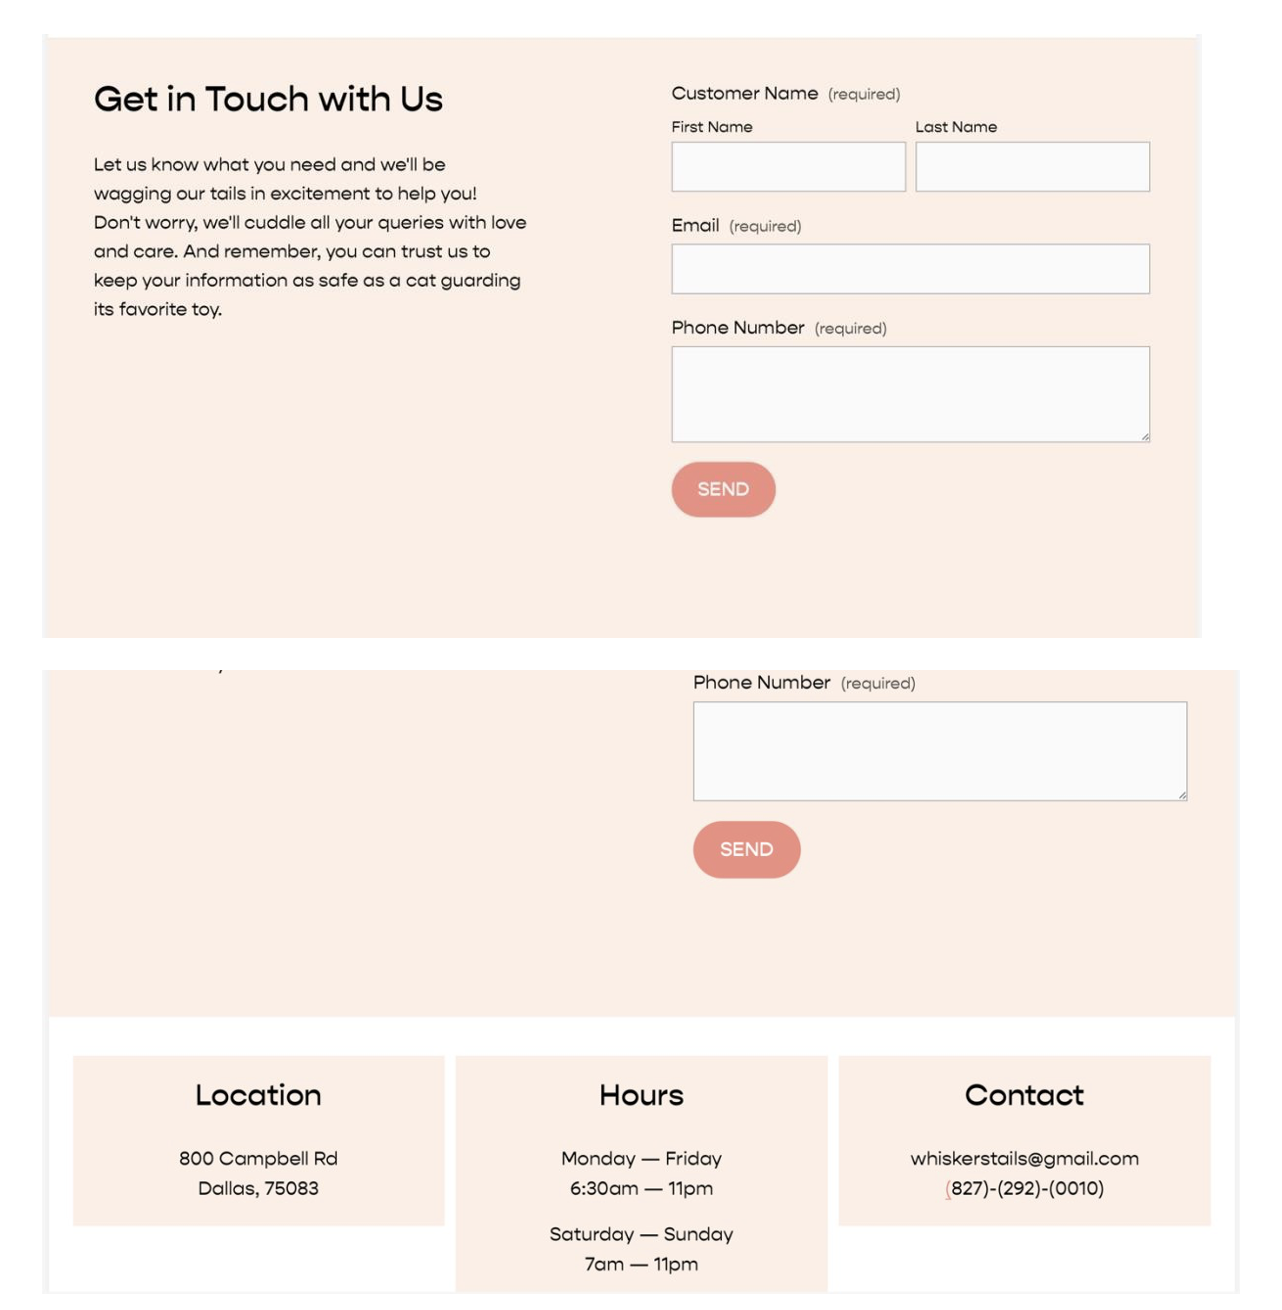 Get in Touch with Us
Let us know what you need and we'll be
wagging our tails in excitement to help you!
Don't worry, we'll cuddle all your queries with love
and care. And remember, you can trust us to
keep your information as safe as a cat guarding
its favorite toy.
Customer Name (required)
First Name Last Name
Email (required)
Phone Number (required)
SEND
Phone Number (required)
SEND
Location
800 Campbell Rd
Dallas, 75083
Hours
Monday — Friday
6:30am — 11pm
Saturday — Sunday
7am — 11pm
Contact
whiskerstails@gmail.com
(827)-(292)-(0010)